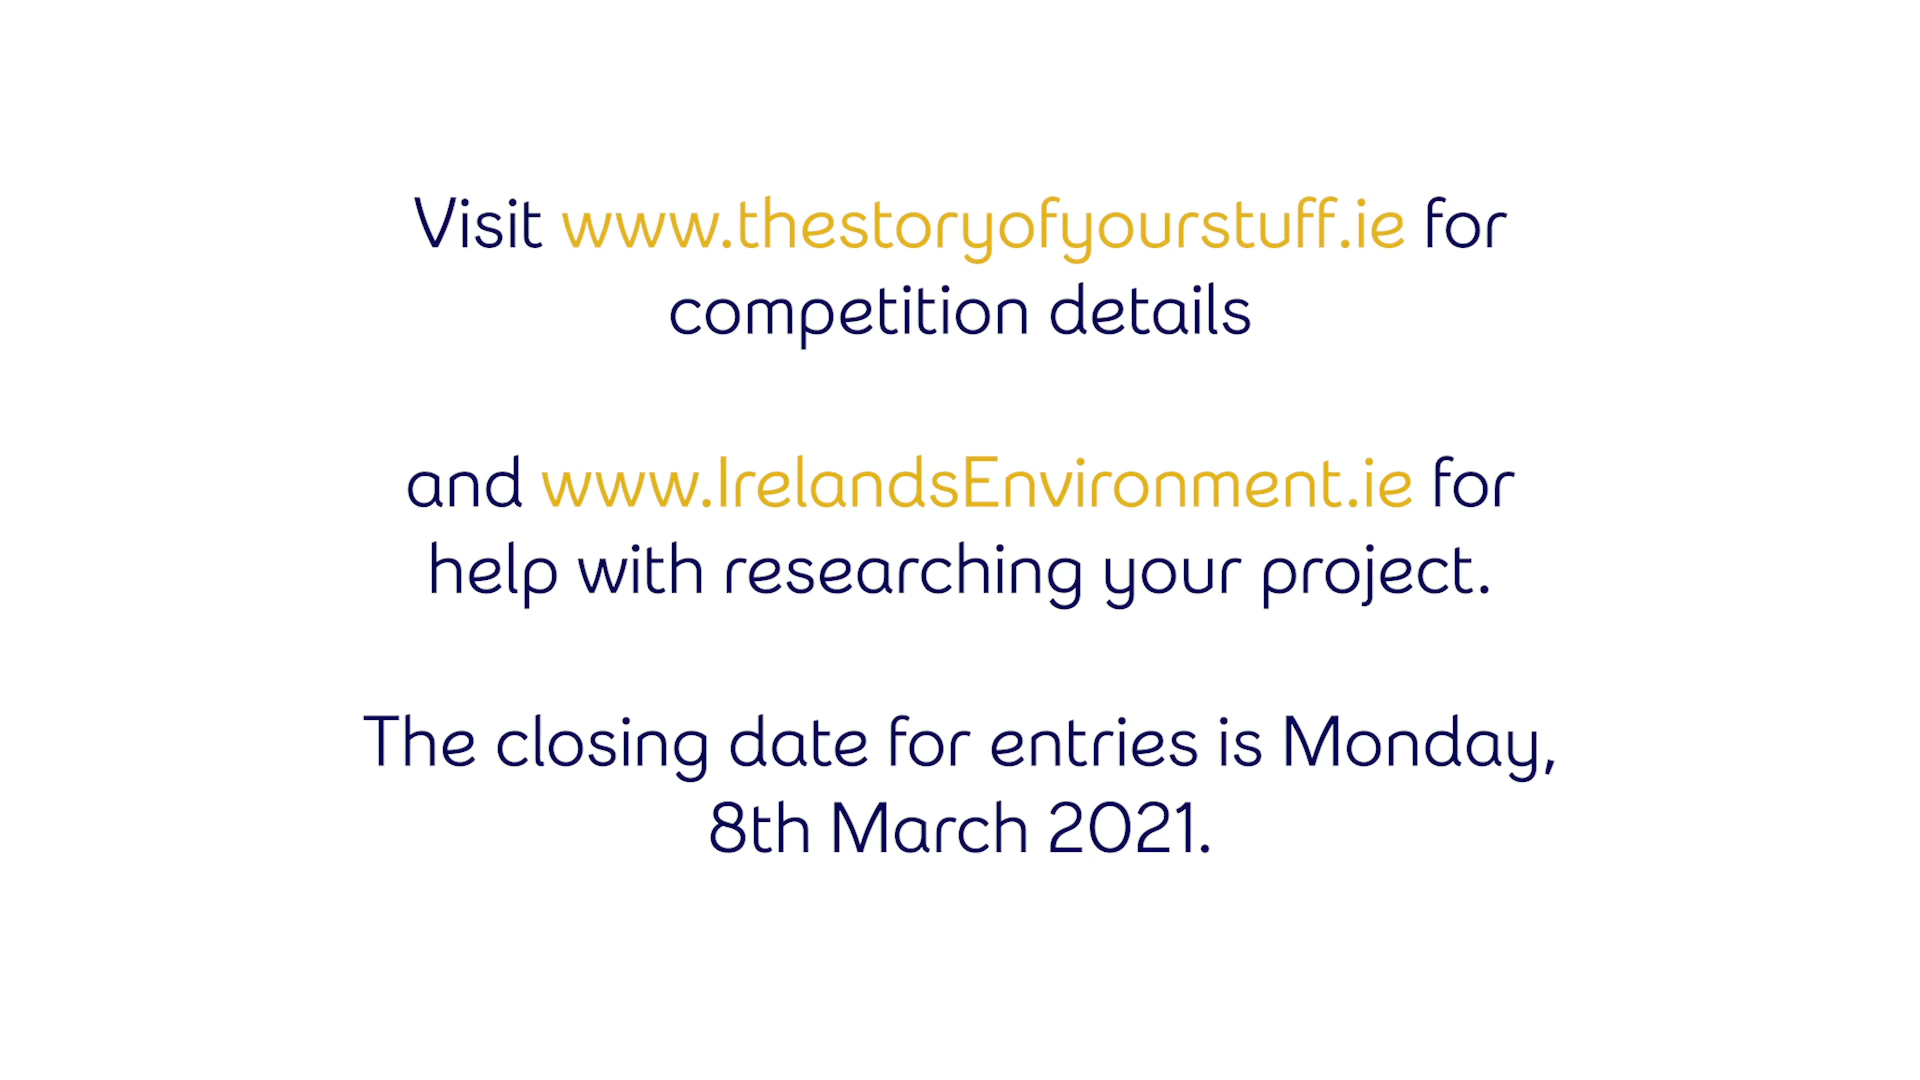 Visit www.thestoryofyourstuff.ie for
competition details
and www.IrelandsEnvironment.ie for
help with researching your project.
The closing date for entries is Monday,
8th March 2021.